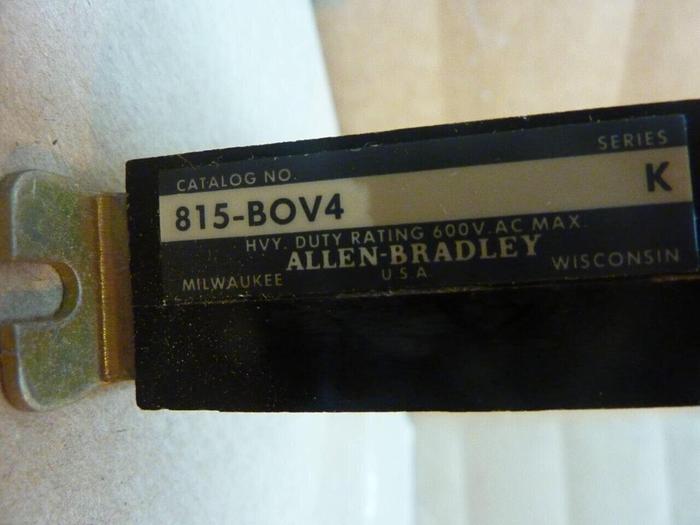 SERIES
CATALOG NO.
815-BOV4 K
HVY. DUTY RATING 600V. AC MAX.
ALLEN-BRADLEY
MILWAUKEE U S A WISCONSIN